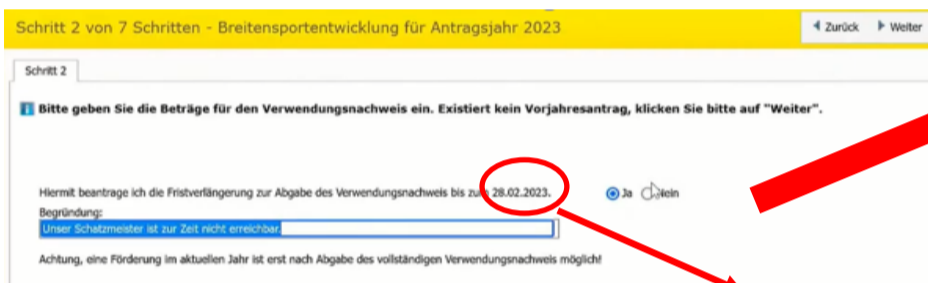 Schritt 2 von 7 Schritten - Breitensportentwicklung für Antragsjahr 2023
Zurück Weiter
Schritt 2
Bitte geben Sie die Beträge für den Verwendungsnachweis ein. Existiert kein Vorjahresantrag, klicken Sie bitte auf "Weiter".
Hiermit beantrage ich die Fristverlängerung zur Abgabe des Verwendungsnachweis bis zum 28.02.2023. Ja Nein
Begründung:
Unser Schatzmeister ist zur Zeit nicht erreichbar.
Achtung, eine Förderung im aktuellen Jahr ist erst nach Abgabe des vollständigen Verwendungsnachweis möglich!